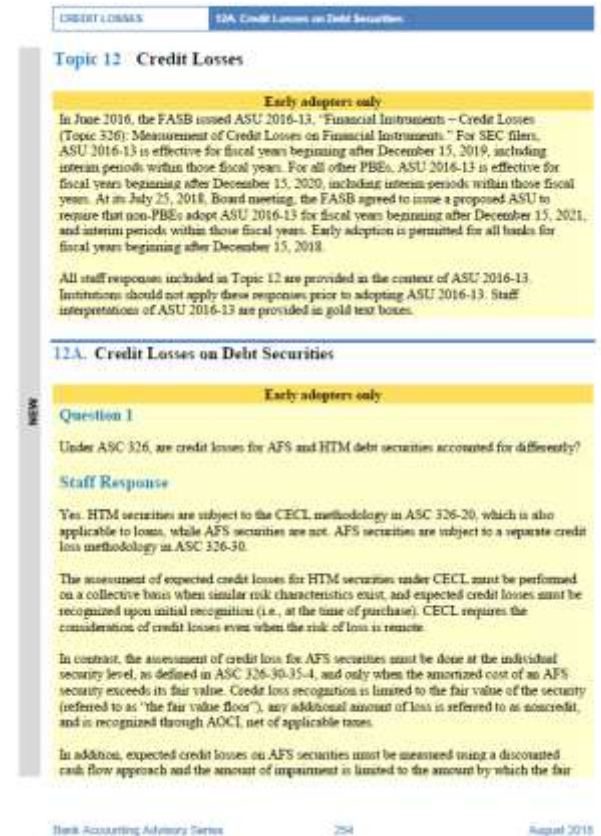 CREDIT LOSSES
12A. Credit Losses on Debt Securities
Topic 12 Credit Losses
Early adopters only
In June 2016, the FASB issued ASU 2016-13, "Financial Instruments – Credit Losses
(Topic 326): Measurement of Credit Losses on Financial Instruments." For SEC filers,
ASU 2016-13 is effective for fiscal years beginning after December 15, 2019, including
interim periods within those fiscal years. For all other PBEs, ASU 2016-13 is effective for
fiscal years beginning after December 15, 2020, including interim periods within those fiscal
years. At its July 25, 2018, Board meeting, the FASB agreed to issue a proposed ASU to
require that non-PBEs adopt ASU 2016-13 for fiscal years beginning after December 15, 2021,
and interim periods within those fiscal years. Early adoption is permitted for all banks for
fiscal years beginning after December 15, 2018.
All staff responses included in Topic 12 are provided in the context of ASU 2016-13.
Institutions should not apply these responses prior to adopting ASU 2016-13. Staff
interpretations of ASU 2016-13 are provided in gold text boxes.
12A. Credit Losses on Debt Securities
NEW
Early adopters only
Question 1
Under ASC 326, are credit losses for AFS and HTM debt securities accounted for differently?
Staff Response
Yes. HTM securities are subject to the CECL methodology in ASC 326-20, which is also
applicable to loans, while AFS securities are not. AFS securities are subject to a separate credit
loss methodology in ASC 326-30.
The assessment of expected credit losses for HTM securities under CECL must be performed
on a collective basis when similar risk characteristics exist, and expected credit losses must be
recognized upon initial recognition (i.e., at the time of purchase). CECL requires the
consideration of credit losses even when the risk of loss is remote.
In contrast, the assessment of credit loss for AFS securities must be done at the individual
security level, as defined in ASC 326-30-35-4, and only when the amortized cost of an AFS
security exceeds its fair value. Credit loss recognition is limited to the fair value of the security
(referred to as "the fair value floor"), any additional amount of loss is referred to as noncredit,
and is recognized through AOCI, net of applicable taxes.
In addition, expected credit losses on AFS securities must be measured using a discounted
cash flow approach and the amount of impairment is limited to the amount by which the fair
Bank Accounting Advisory Series
254
August 2018